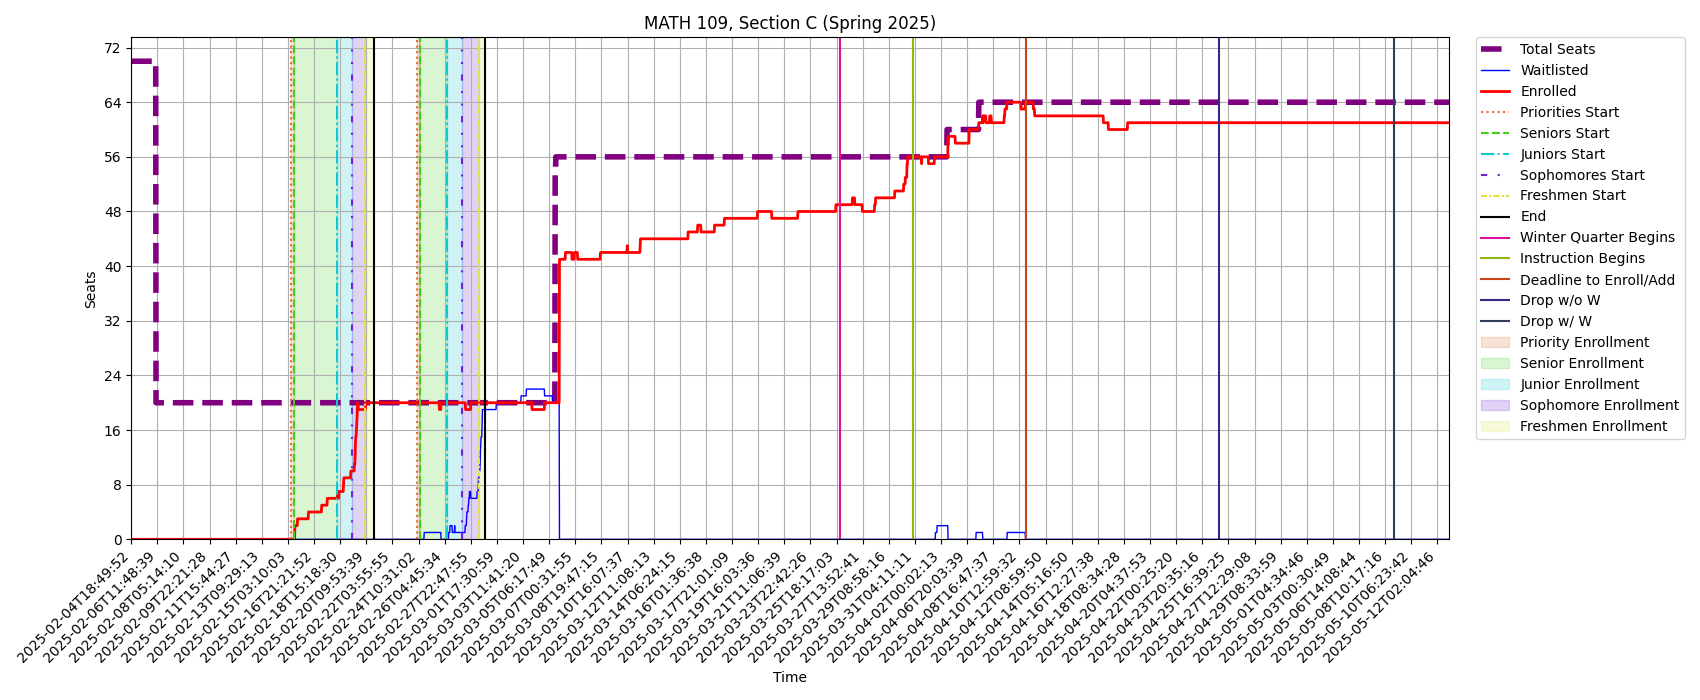 MATH 109, Section C (Spring 2025)
72
64
56
48
40
32
24
16
8
0
Seats
2025-02-04T18:49:52
2025-02-06T11:48:39
2025-02-08T05:14:10
2025-02-09T22:21:28
2025-02-11T15:44:27
2025-02-13T09:29:13
2025-02-15T03:10:03
2025-02-16T21:21:52
2025-02-18T15:18:30
2025-02-20T09:53:39
2025-02-22T03:55:55
2025-02-24T10:31:02
2025-02-26T04:45:34
2025-02-27T22:47:55
2025-03-01T17:30:59
2025-03-03T11:41:20
2025-03-05T06:17:49
2025-03-07T00:31:55
2025-03-08T19:47:15
2025-03-10T16:07:37
2025-03-12T11:08:13
2025-03-14T06:24:15
2025-03-16T01:36:38
2025-03-17T21:01:09
2025-03-19T16:03:36
2025-03-21T11:06:39
2025-03-23T22:42:26
2025-03-25T18:17:03
2025-03-27T13:52:41
2025-03-29T08:58:16
2025-03-31T04:11:11
2025-04-02T00:02:13
2025-04-06T20:03:39
2025-04-08T16:47:37
2025-04-10T12:59:32
2025-04-12T08:59:50
2025-04-14T05:16:50
2025-04-16T12:27:38
2025-04-18T08:34:28
2025-04-20T04:37:53
2025-04-22T00:25:20
2025-04-23T20:35:16
2025-04-25T16:39:25
2025-04-27T12:29:08
2025-04-29T08:33:59
2025-05-01T04:34:46
2025-05-03T00:30:49
2025-05-06T14:08:44
2025-05-08T10:17:16
2025-05-10T06:23:42
2025-05-12T02:04:46
Time
Total Seats
Waitlisted
Enrolled
Priorities Start
Seniors Start
Juniors Start
Sophomores Start
Freshmen Start
End
Winter Quarter Begins
Instruction Begins
Deadline to Enroll/Add
Drop w/o W
Drop w/ W
Priority Enrollment
Senior Enrollment
Junior Enrollment
Sophomore Enrollment
Freshmen Enrollment